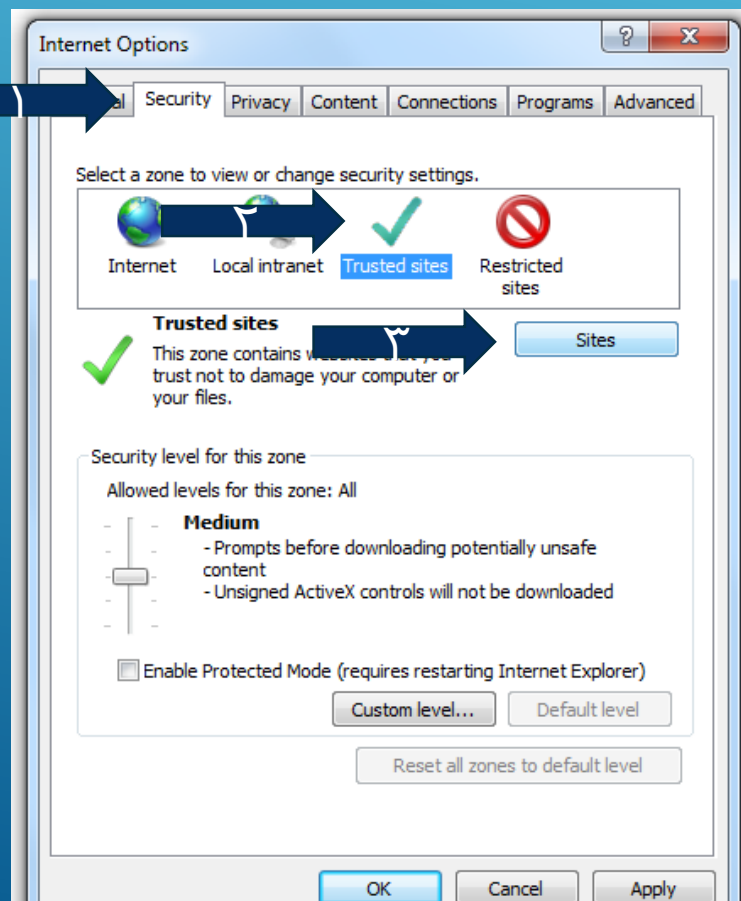 Internet Options
١
Security Privacy Content Connections Programs Advanced
Select a zone to view or change security settings.
٢
Internet Local intranet Trusted sites Restricted
sites
Trusted sites
٣
Sites
This zone contains websites that you
trust not to damage your computer or
your files.
Security level for this zone
Allowed levels for this zone: All
Medium
- Prompts before downloading potentially unsafe
content
- Unsigned ActiveX controls will not be downloaded
Enable Protected Mode (requires restarting Internet Explorer)
Custom level... Default level
Reset all zones to default level
OK Cancel Apply